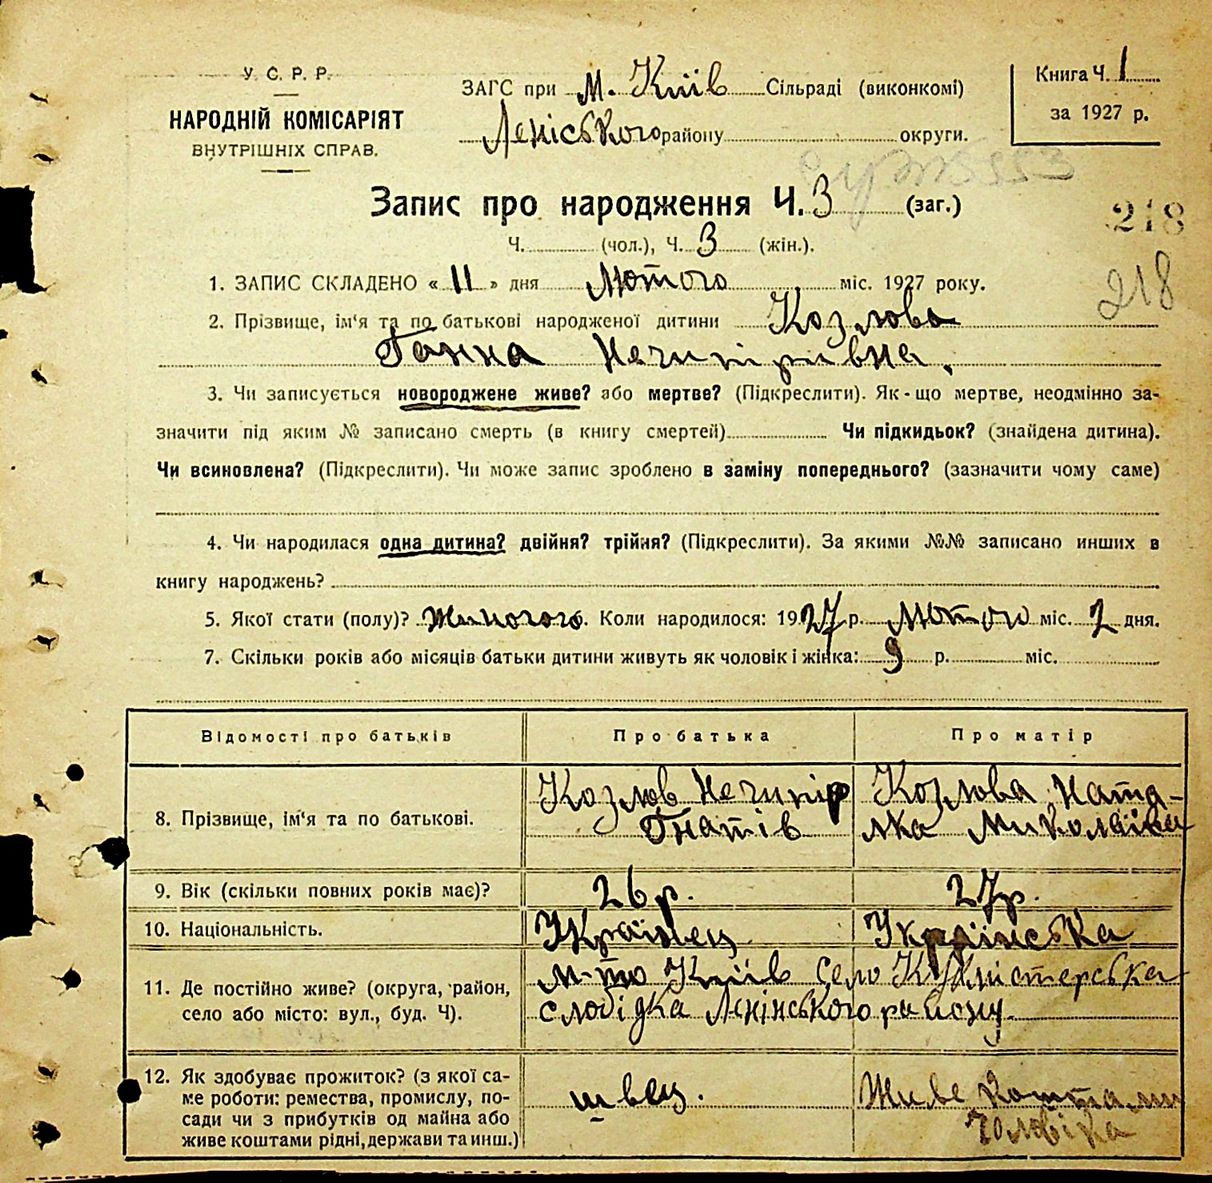 У. С. Р. Р.
НАРОДНІЙ КОМІСАРІЯТ
ВНУТРІШНІХ СПРАВ.
ЗАГС при м. Київ Сільраді (виконкомі)
Леніського району округи.
Книга Ч. 1
за 1927 р.
Запис про народження Ч. 3 (заг.)
218
Ч. (чол.), Ч. 3 (жін.).
218
1. ЗАПИС СКЛАДЕНО « 11 » дня Лютого міс. 1927 року.
2. Прізвище, ім'я та по батькові народженої дитини Козлова
Ганна Нечипірівна,
3. Чи записується новороджене живе? або мертве? (Підкреслити). Як-що мертве, неодмінно за-
значити під яким № записано смерть (в книгу смертей) Чи підкидьок? (знайдена дитина).
Чи всиновлена? (Підкреслити). Чи може запис зроблено в заміну попереднього? (зазначити чому саме)
4. Чи народилася одна дитина? двійня? трійня? (Підкреслити). За якими №№ записано инших в
книгу народжень?
5. Якої стати (полу)? Жиночого. Коли народилося: 1927 р. Лютого міс. 2 дня.
7. Скільки років або місяців батьки дитини живуть як чоловік і жінка: 9 р. міс.
Відомості про батьків Про батька Про матір
8. Прізвище, ім'я та по батькові. Козлов Нечипір Гнатів Козлова Ната-
лка Миколаївна
9. Вік (скільки повних років має)? 26 р. 27 р.
10. Національність. Українец Українська
11. Де постійно живе? (округа, район,
село або місто: вул., буд. Ч).
м-то Київ село Кухмістерська
слобідка Ленінського району.
12. Як здобуває прожиток? (з якої са-
ме роботи: ремества, промислу, по-
сади чи з прибутків од майна або
живе коштами рідні, держави та инш.)
швец.
Живе коштами
чоловіка